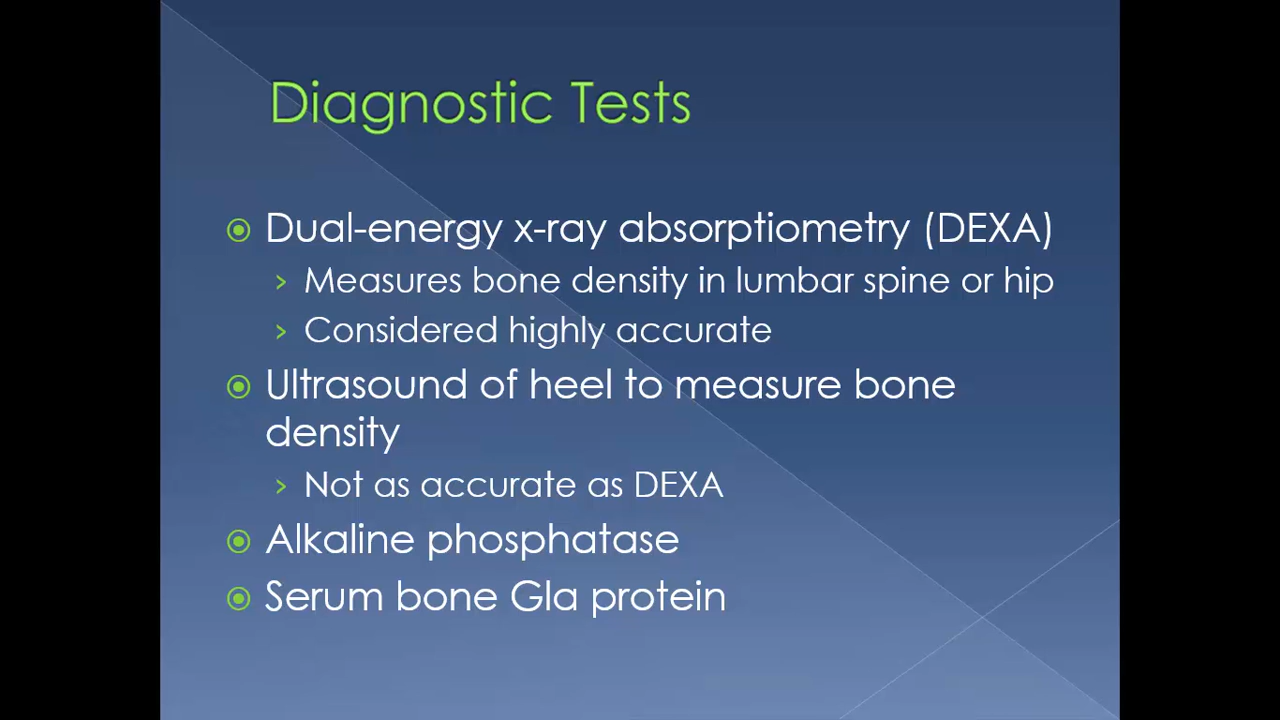 Diagnostic Tests
Dual-energy x-ray absorptiometry (DEXA)
Measures bone density in lumbar spine or hip
Considered highly accurate
Ultrasound of heel to measure bone
density
Not as accurate as DEXA
Alkaline phosphatase
Serum bone Gla protein